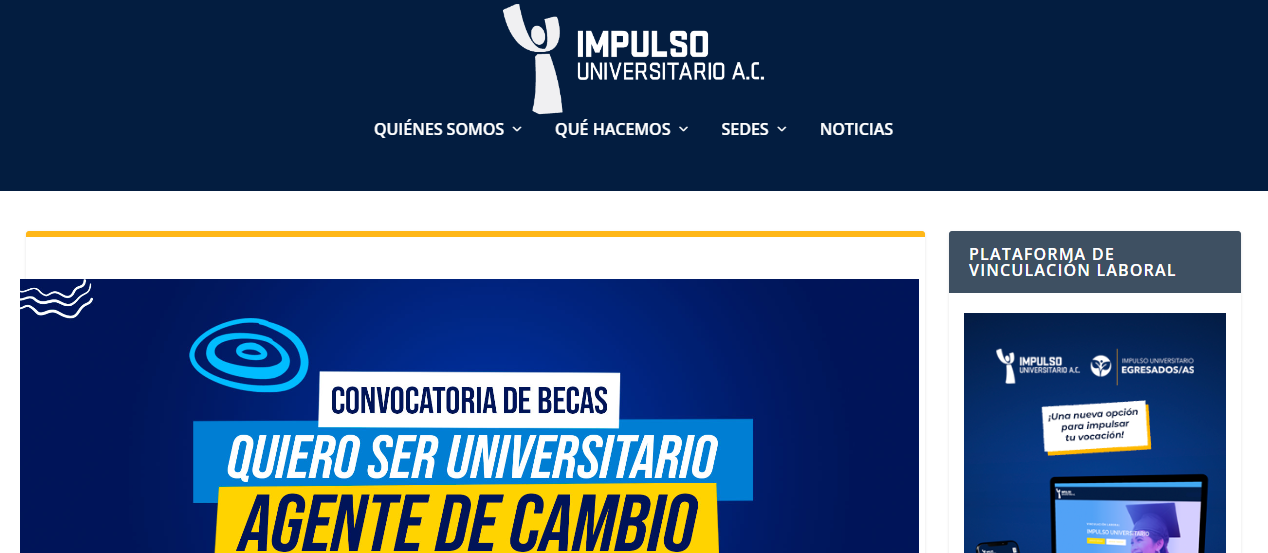 IMPULSO
UNIVERSITARIO A.C.
QUIÉNES SOMOS QUÉ HACEMOS SEDES NOTICIAS
CONVOCATORIA DE BECAS
QUIERO SER UNIVERSITARIO
AGENTE DE CAMBIO
PLATAFORMA DE
VINCULACIÓN LABORAL
IMPULSO
UNIVERSITARIO A.C.
IMPULSO UNIVERSITARIO
EGRESADOS/AS
¡Una nueva opción
para impulsar
tu vocación!
IMPULSO UNIVERSITARIO